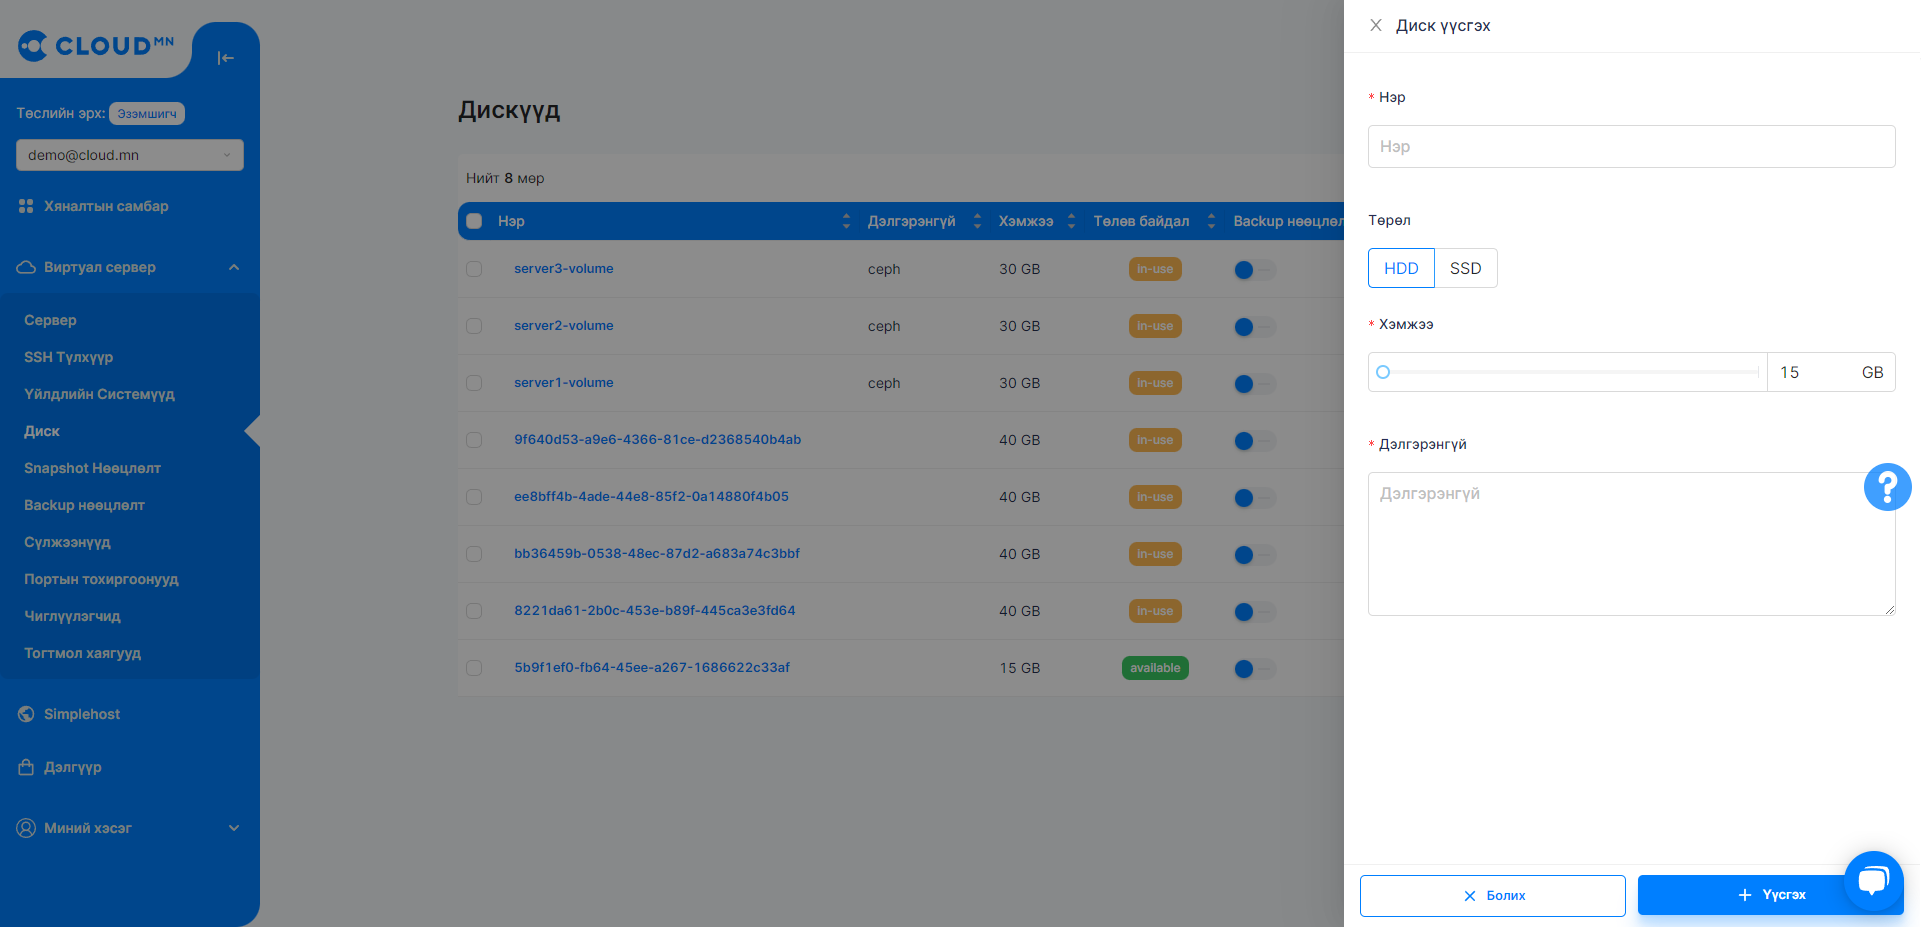 CLOUD MN
Төслийн эрх: Эзэмшигч
demo@cloud.mn
Хяналтын самбар
Виртуал сервер
Сервер
SSH Түлхүүр
Үйлдлийн Системүүд
Диск
Snapshot Нөөцлөлт
Backup нөөцлөлт
Сүлжээнүүд
Портын тохиргоонууд
Чиглүүлэгчид
Тогтмол хаягууд
Simplehost
Дэлгүүр
Миний хэсэг
Дискүүд
Нийт 8 мөр
Нэр Дэлгэрэнгүй Хэмжээ Төлөв байдал Backup нөөцлөл
server3-volume ceph 30 GB in-use
server2-volume ceph 30 GB in-use
server1-volume ceph 30 GB in-use
9f640d53-a9e6-4366-81ce-d2368540b4ab 40 GB in-use
ee8bff4b-4ade-44e8-85f2-0a14880f4b05 40 GB in-use
bb36459b-0538-48ec-87d2-a683a74c3bbf 40 GB in-use
8221da61-2b0c-453e-b89f-445ca3e3fd64 40 GB in-use
5b9f1ef0-fb64-45ee-a267-1686622c33af 15 GB available
Диск үүсгэх
* Нэр
Нэр
Төрөл
HDD SSD
* Хэмжээ
15 GB
* Дэлгэрэнгүй
Дэлгэрэнгүй
?
Болих
+ Үүсгэх